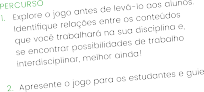 PERCURSO
1. Explore o jogo antes de levá-lo aos alunos.
Identifique relações entre os conteúdos
que você trabalhará na sua disciplina e,
se encontrar possibilidades de trabalho
interdisciplinar, melhor ainda!
2. Apresente o jogo para os estudantes e guie